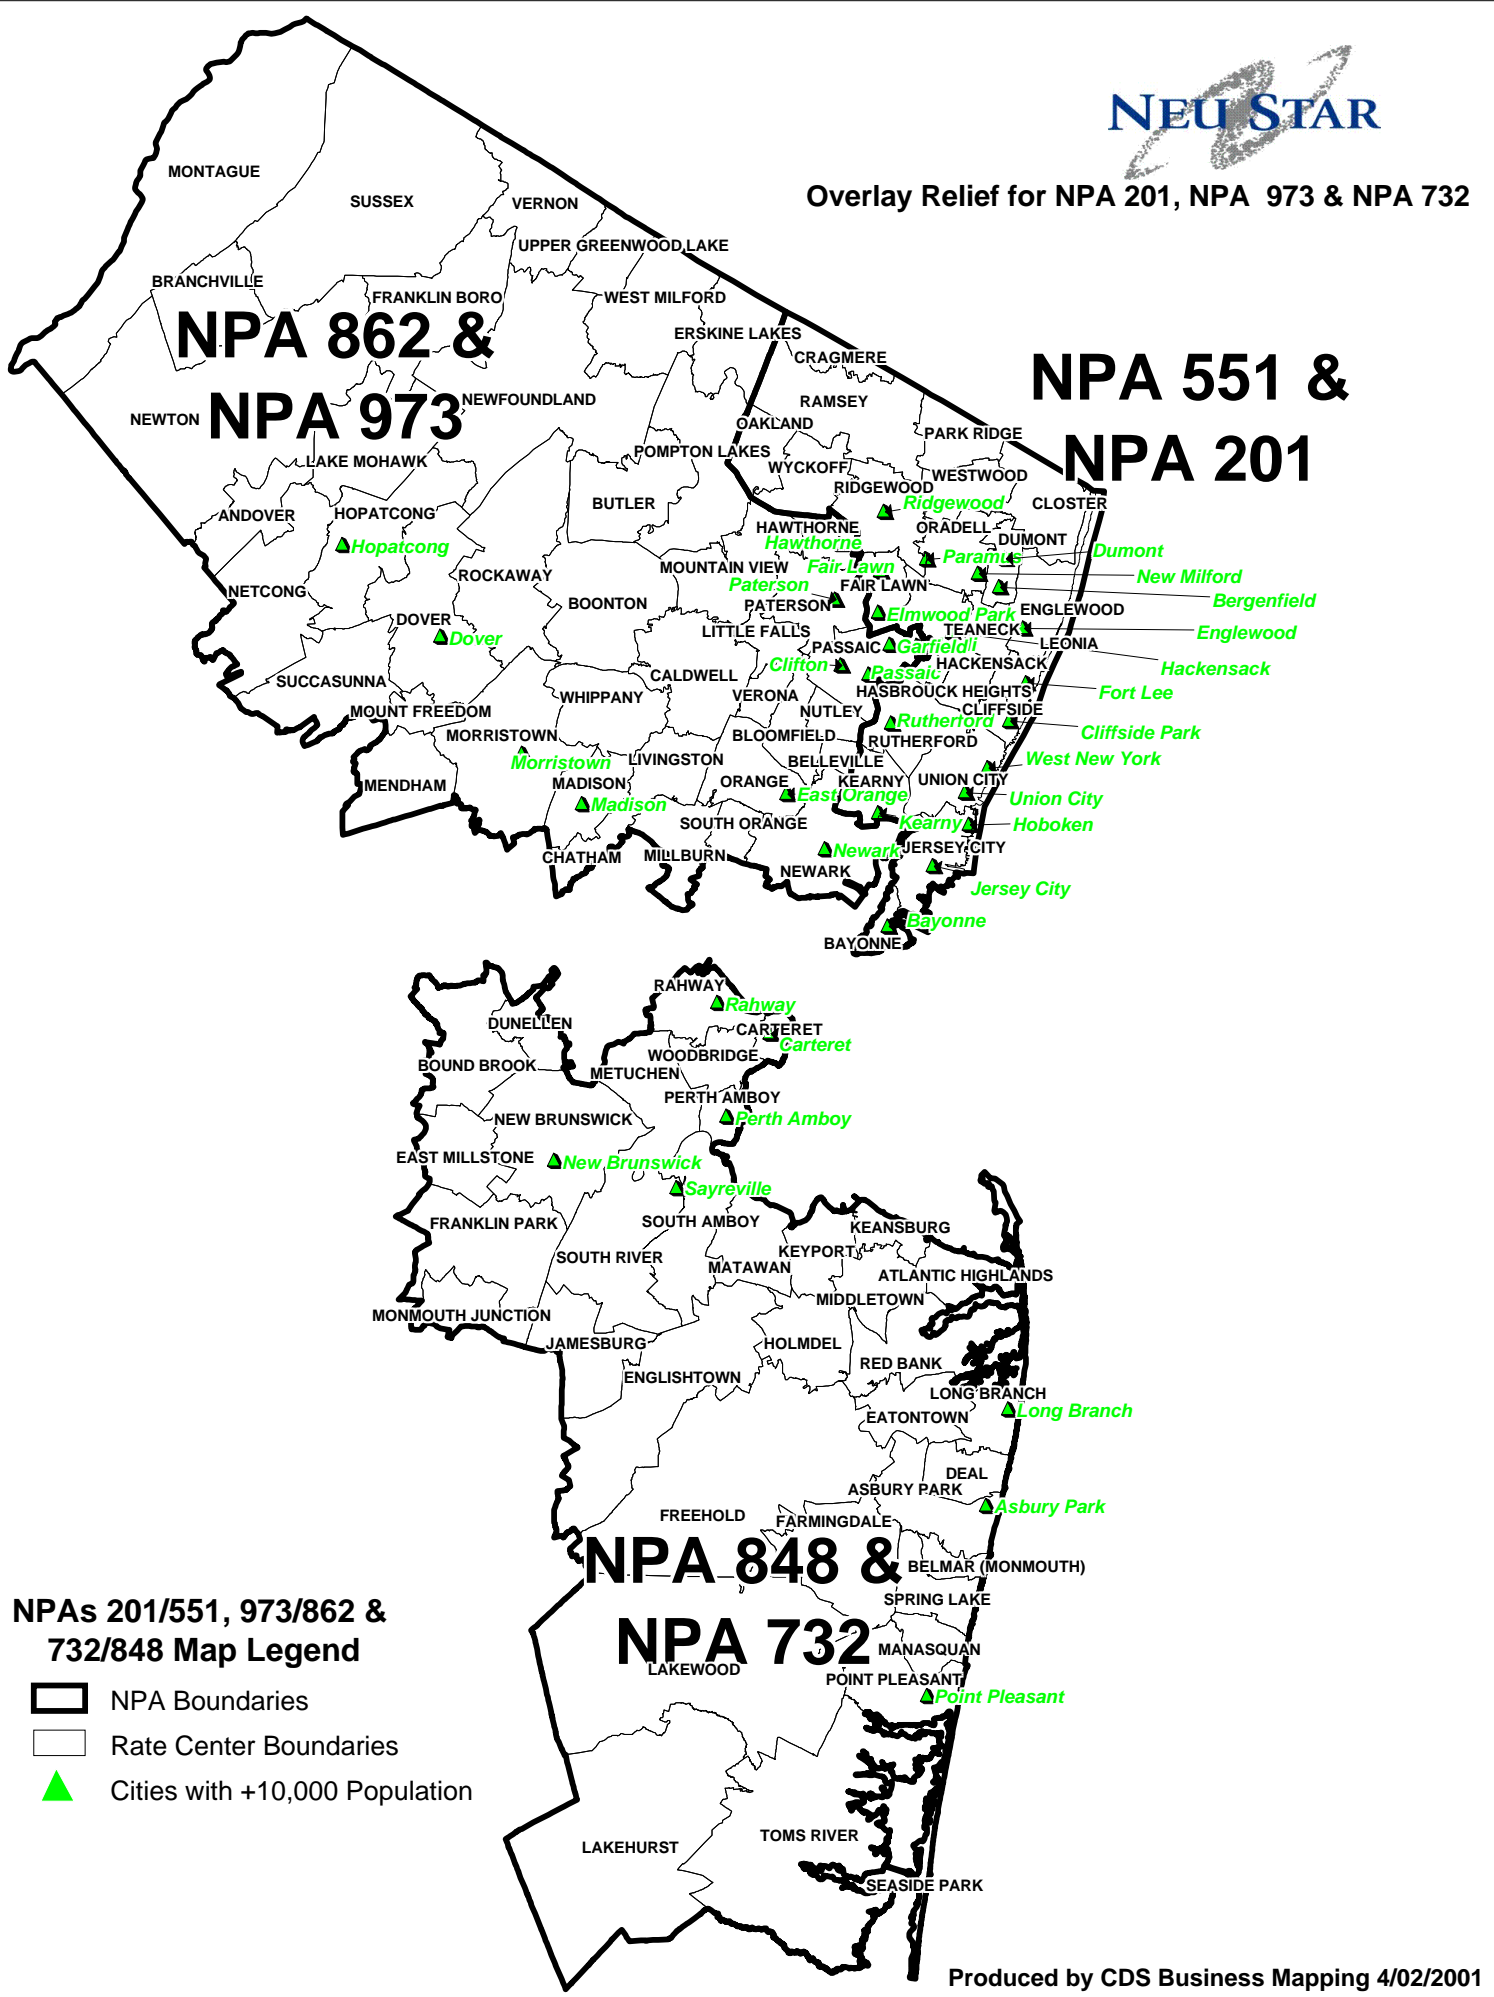 NEUSTAR
Overlay Relief for NPA 201, NPA 973 & NPA 732
MONTAGUE
SUSSEX
VERNON
UPPER GREENWOOD LAKE
BRANCHVILLE
FRANKLIN BORO
WEST MILFORD
NPA 862 &
NPA 973
ERSKINE LAKES
CRAGMERE
NPA 551 &
NPA 201
NEWTON
NEWFOUNDLAND
RAMSEY
OAKLAND
PARK RIDGE
LAKE MOHAWK
POMPTON LAKES
WYCKOFF
WESTWOOD
RIDGEWOOD
Ridgewood
CLOSTER
BUTLER
ANDOVER
HOPATCONG
HAWTHORNE
ORADELL
Hopatcong
Hawthorne
DUMONT
Dumont
Paramus
MOUNTAIN VIEW
Fair Lawn
New Milford
ROCKAWAY
Paterson
FAIR LAWN
Bergenfield
NETCONG
BOONTON
PATERSON
Elmwood Park
ENGLEWOOD
DOVER
Dover
LITTLE FALLS
TEANECK
Englewood
PASSAIC
Garfield
LEONIA
Clifton
Passaic
HACKENSACK
Hackensack
SUCCASUNNA
CALDWELL
HASBROUCK HEIGHTS
Fort Lee
WHIPPANY
VERONA
MOUNT FREEDOM
NUTLEY
CLIFFSIDE
Rutherford
Cliffside Park
MORRISTOWN
BLOOMFIELD
RUTHERFORD
Morristown
LIVINGSTON
BELLEVILLE
West New York
MENDHAM
MADISON
ORANGE
KEARNY
UNION CITY
Madison
East Orange
Union City
SOUTH ORANGE
Kearny
Hoboken
CHATHAM
MILLBURN
Newark
JERSEY CITY
NEWARK
Jersey City
Bayonne
BAYONNE
RAHWAY
Rahway
DUNELLEN
CARTERET
Carteret
BOUND BROOK
WOODBRIDGE
METUCHEN
PERTH AMBOY
Perth Amboy
NEW BRUNSWICK
EAST MILLSTONE
New Brunswick
Sayreville
FRANKLIN PARK
SOUTH AMBOY
KEANSBURG
SOUTH RIVER
KEYPORT
MATAWAN
ATLANTIC HIGHLANDS
MIDDLETOWN
MONMOUTH JUNCTION
JAMESBURG
HOLMDEL
ENGLISHTOWN
RED BANK
LONG BRANCH
Long Branch
EATONTOWN
DEAL
ASBURY PARK
Asbury Park
FREEHOLD
FARMINGDALE
NPA 848 &
NPA 732
BELMAR (MONMOUTH)
SPRING LAKE
MANASQUAN
LAKEWOOD
POINT PLEASANT
Point Pleasant
LAKEHURST
TOMS RIVER
SEASIDE PARK
NPAs 201/551, 973/862 &
732/848 Map Legend
NPA Boundaries
Rate Center Boundaries
Cities with +10,000 Population
Produced by CDS Business Mapping 4/02/2001